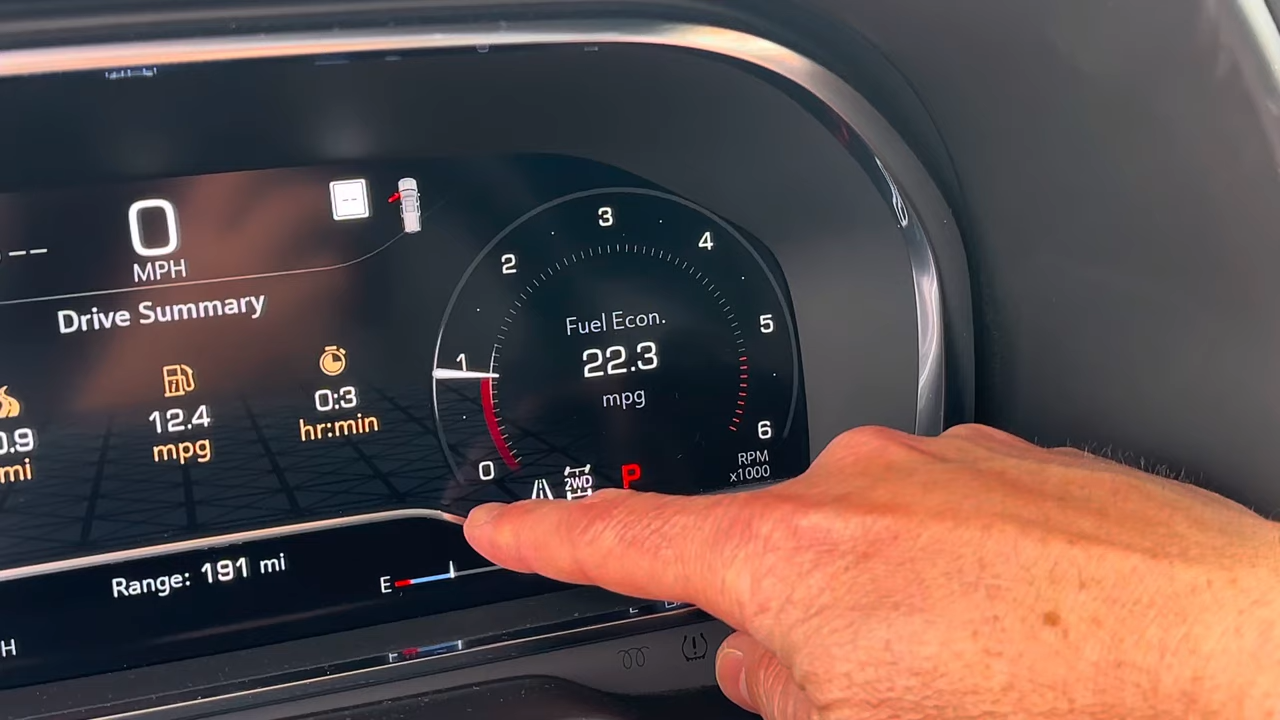 0
MPH
--
--
Drive Summary
0.9
mi
12.4
mpg
0:3
hr:min
0
1
2
3
4
5
6
RPM
x1000
Fuel Econ.
22.3
mpg
2WD
P
Range: 191 mi
E
H